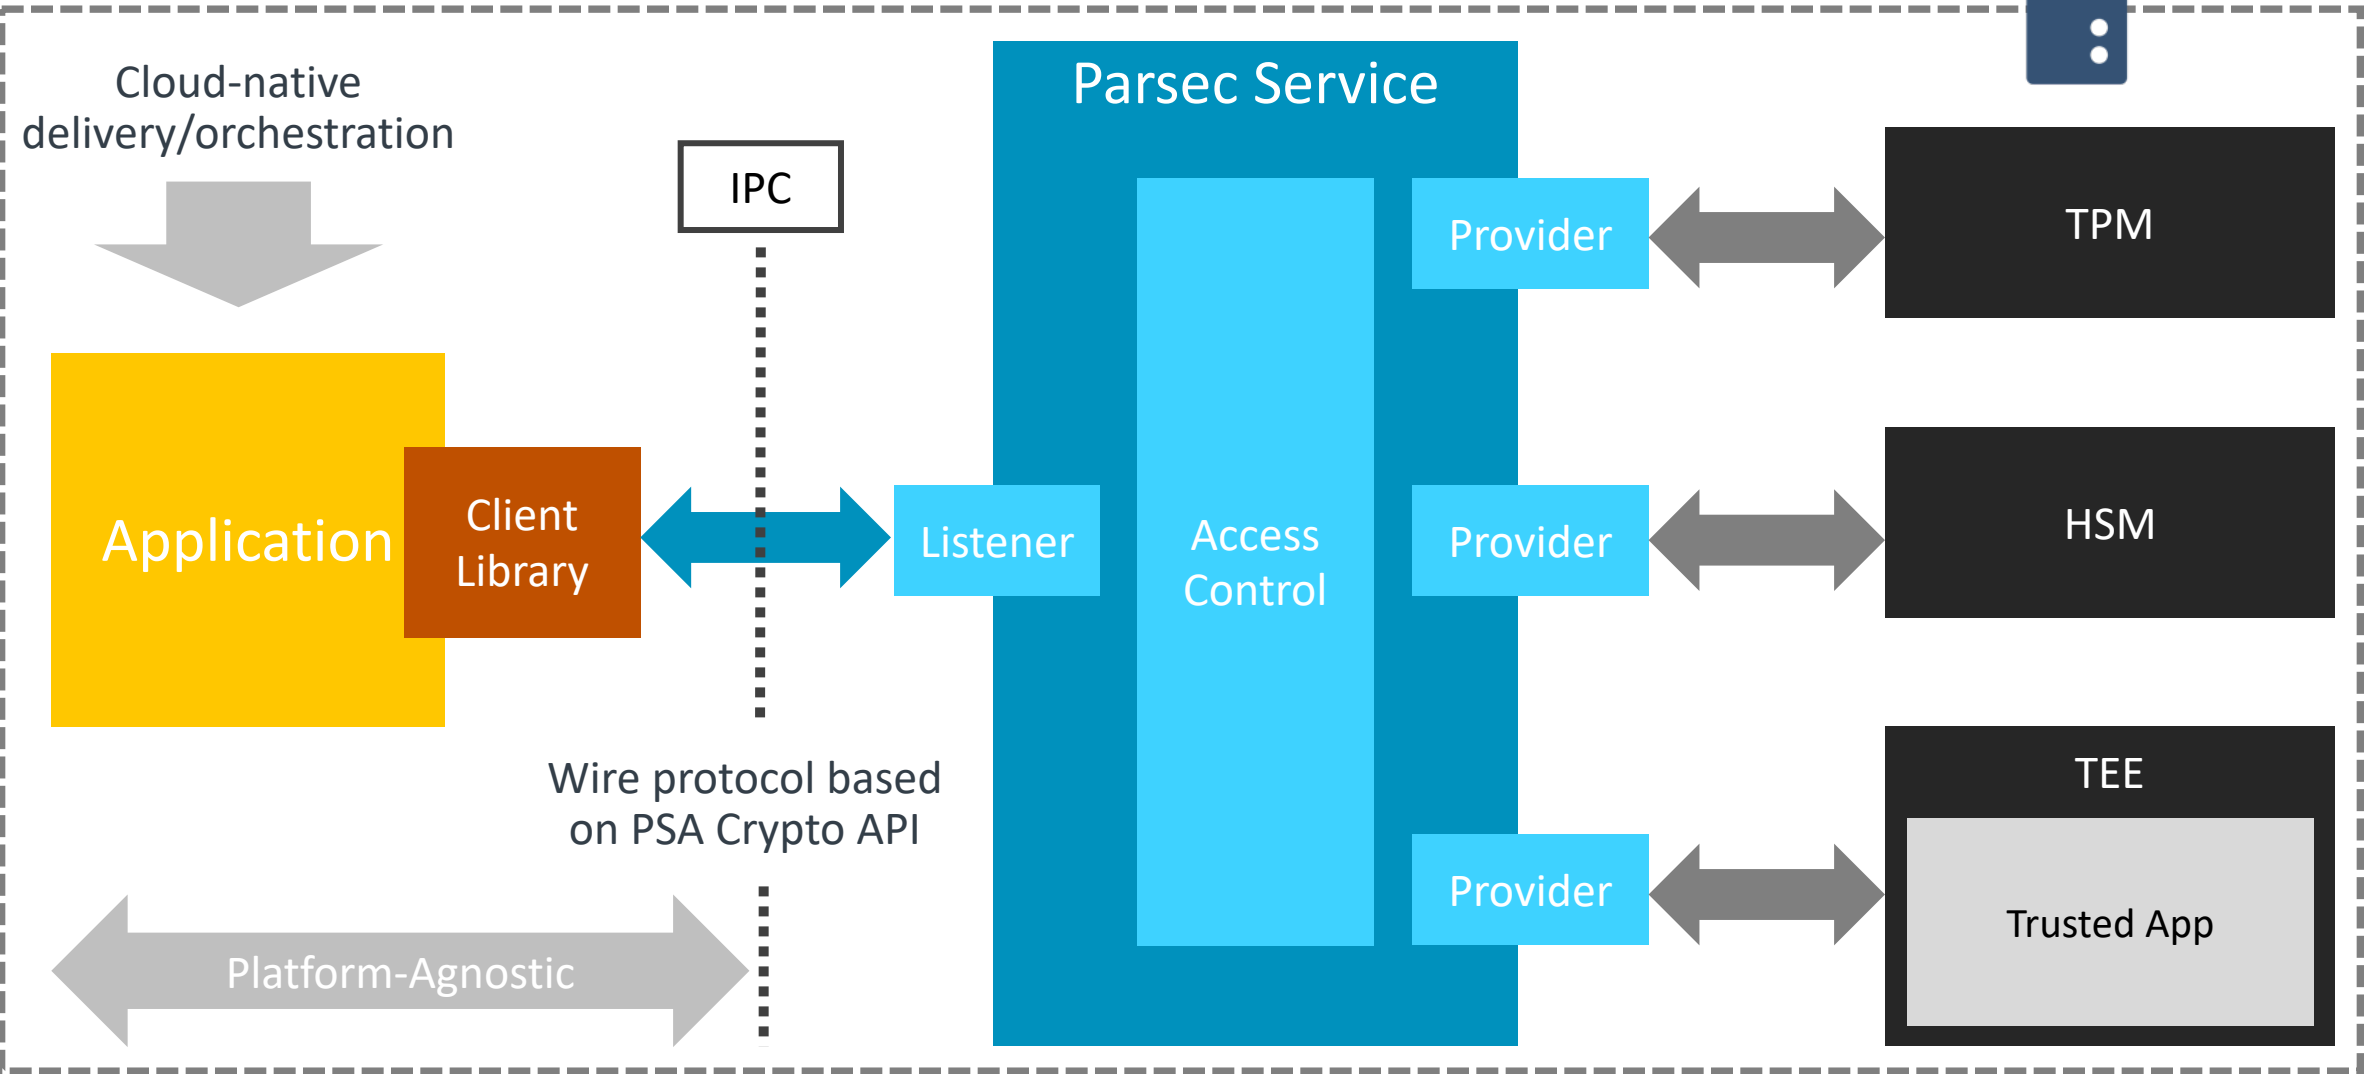 Cloud-native
delivery/orchestration
IPC
Parsec Service
Application
Client
Library
Listener
Access
Control
Provider
Provider
Provider
TPM
HSM
TEE
Trusted App
Wire protocol based
on PSA Crypto API
Platform-Agnostic